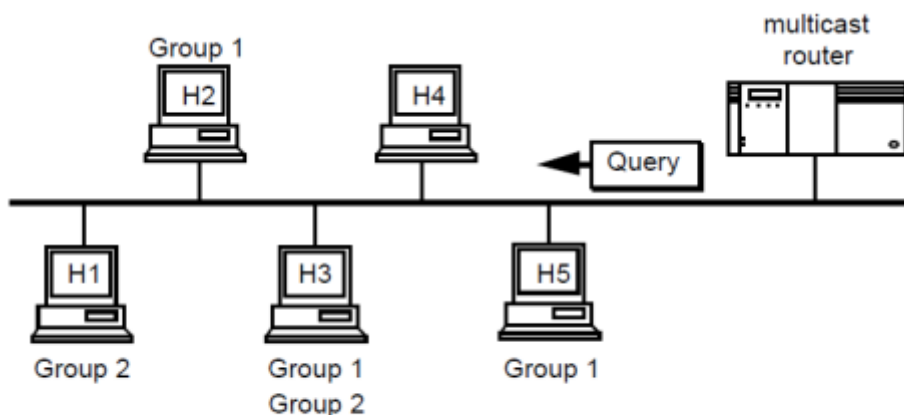 multicast
router
Group 1
H2
H4
Query
H1
H3
H5
Group 2
Group 1
Group 2
Group 1